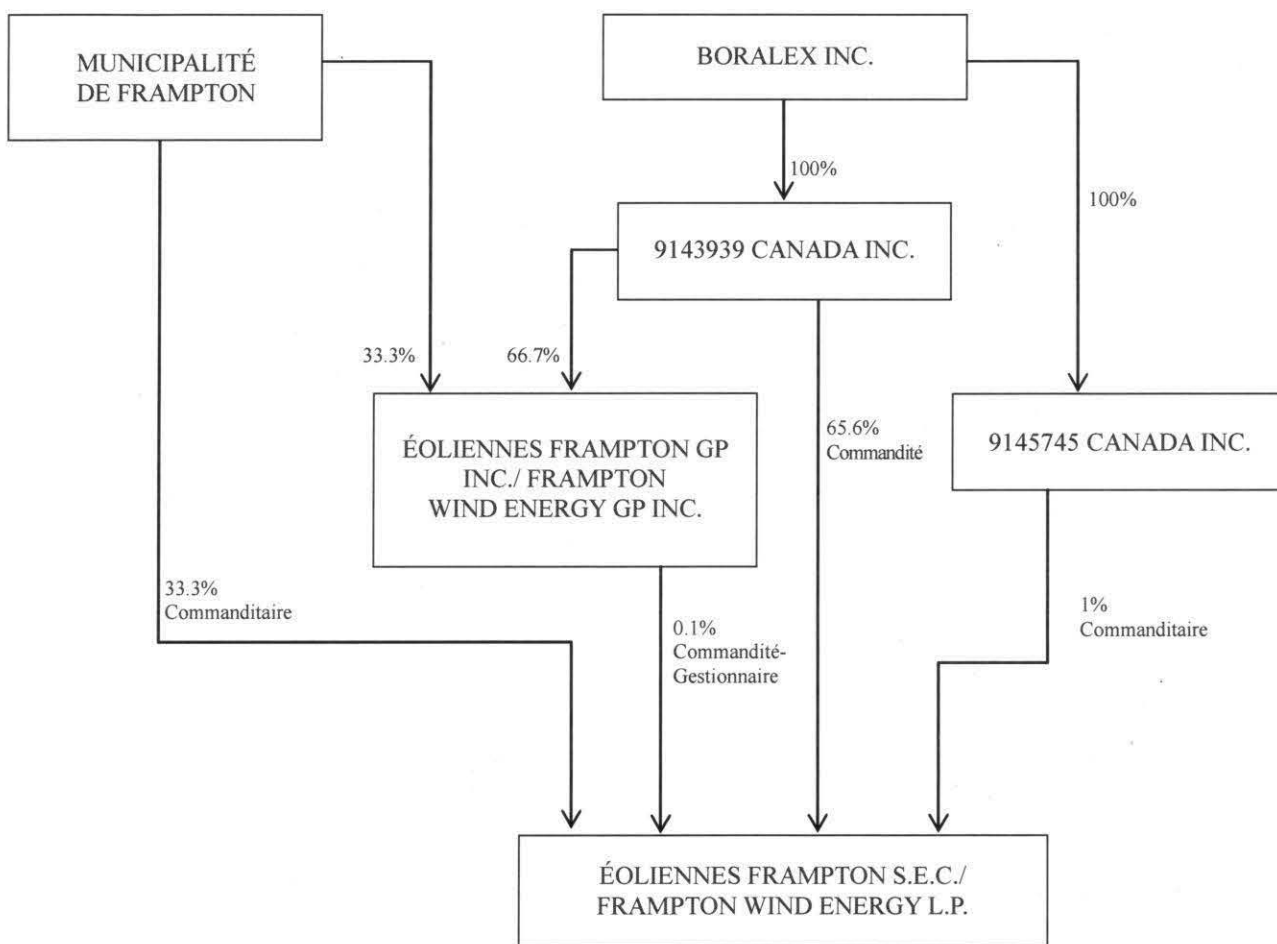 MUNICIPALITÉ
DE FRAMPTON
BORALEX INC.
100%
100%
9143939 CANADA INC.
33.3%
66.7%
ÉOLIENNES FRAMPTON GP
INC./ FRAMPTON
WIND ENERGY GP INC.
65.6%
Commandité
9145745 CANADA INC.
33.3%
Commanditaire
0.1%
Commandité-
Gestionnaire
1%
Commanditaire
ÉOLIENNES FRAMPTON S.E.C./
FRAMPTON WIND ENERGY L.P.